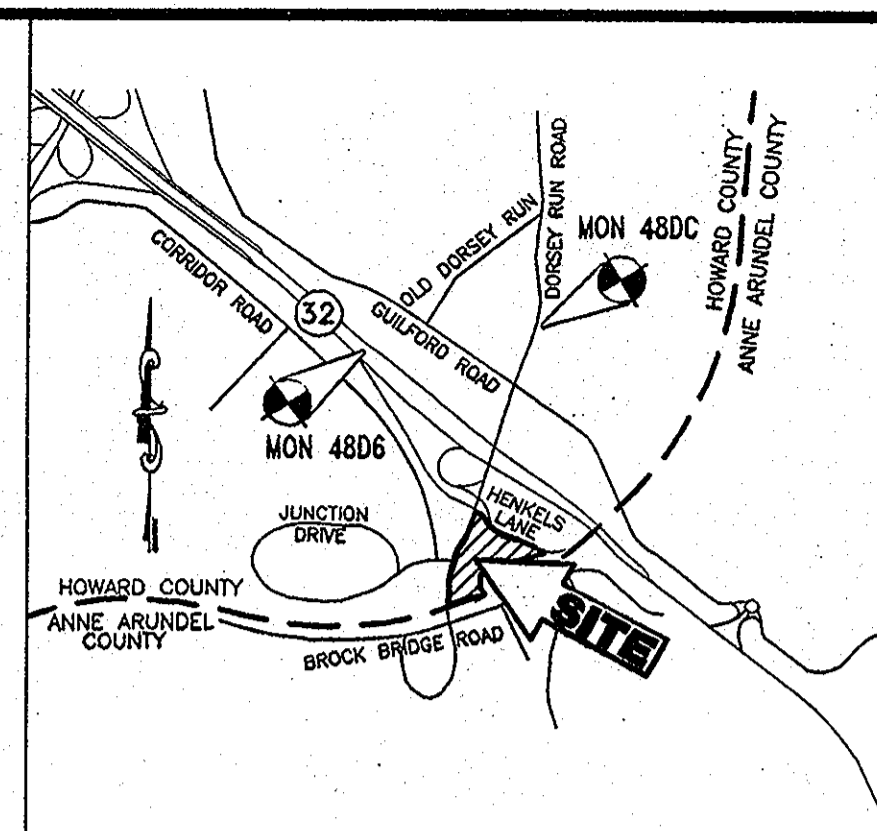 CORRIDOR ROAD
32
OLD DORSEY RUN
GUILFORD ROAD
DORSEY RUN ROAD
MON 48DC
HOWARD COUNTY
ANNE ARUNDEL COUNTY
MON 48D6
JUNCTION
DRIVE
HENKELS
LANE
HOWARD COUNTY
ANNE ARUNDEL
COUNTY
BROCK BRIDGE ROAD
SITE